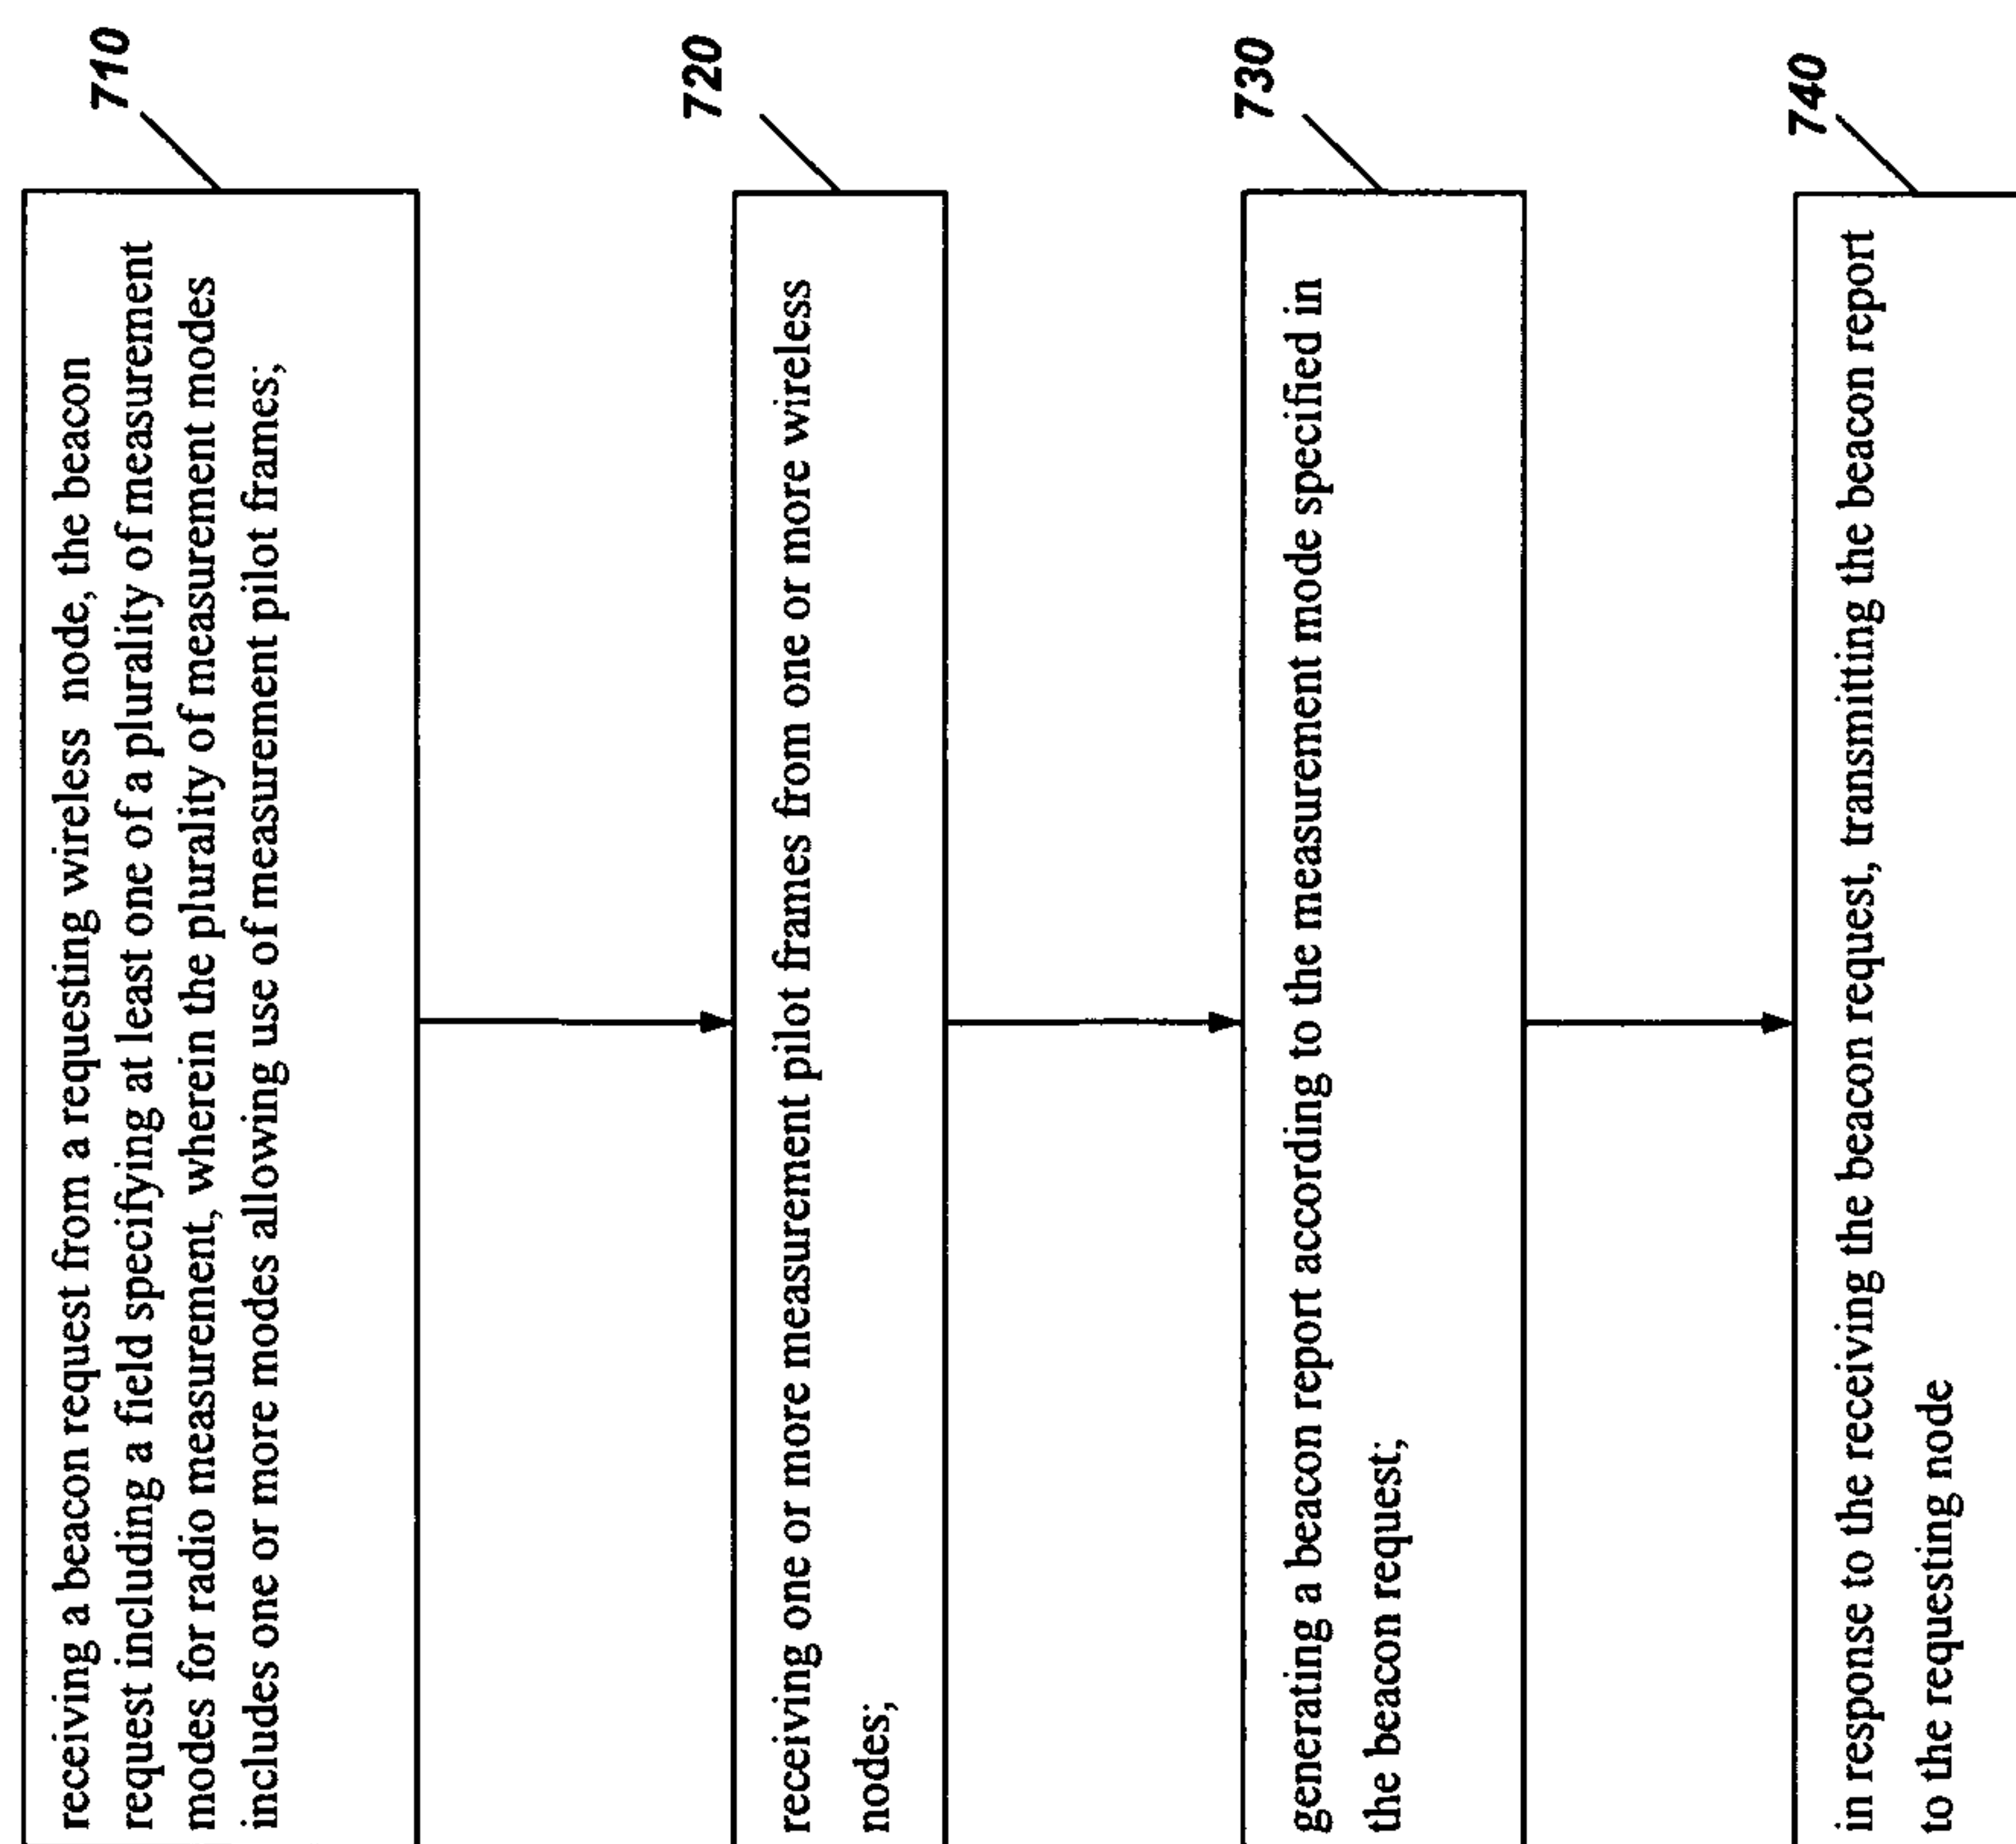 710
receiving a beacon request from a requesting wireless node, the beacon
request including a field specifying at least one of a plurality of measurement
modes for radio measurement, wherein the plurality of measurement modes
includes one or more modes allowing use of measurement pilot frames;
720
receiving one or more measurement pilot frames from one or more wireless
nodes;
730
generating a beacon report according to the measurement mode specified in
the beacon request;
740
in response to the receiving the beacon request, transmitting the beacon report
to the requesting node